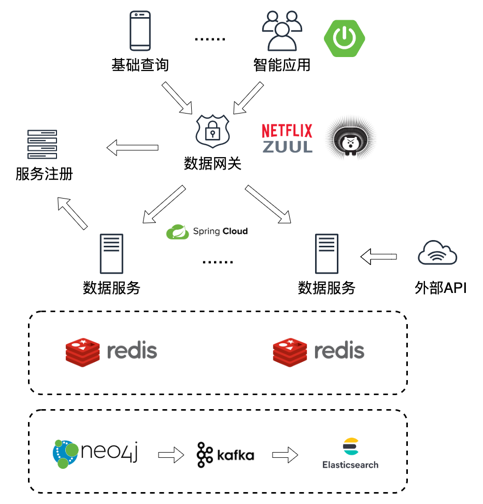 ......
基础查询
智能应用
NETFLIX
ZUUL
数据网关
服务注册
Spring Cloud
......
数据服务
数据服务
外部API
redis
redis
neo4j
kafka
Elasticsearch